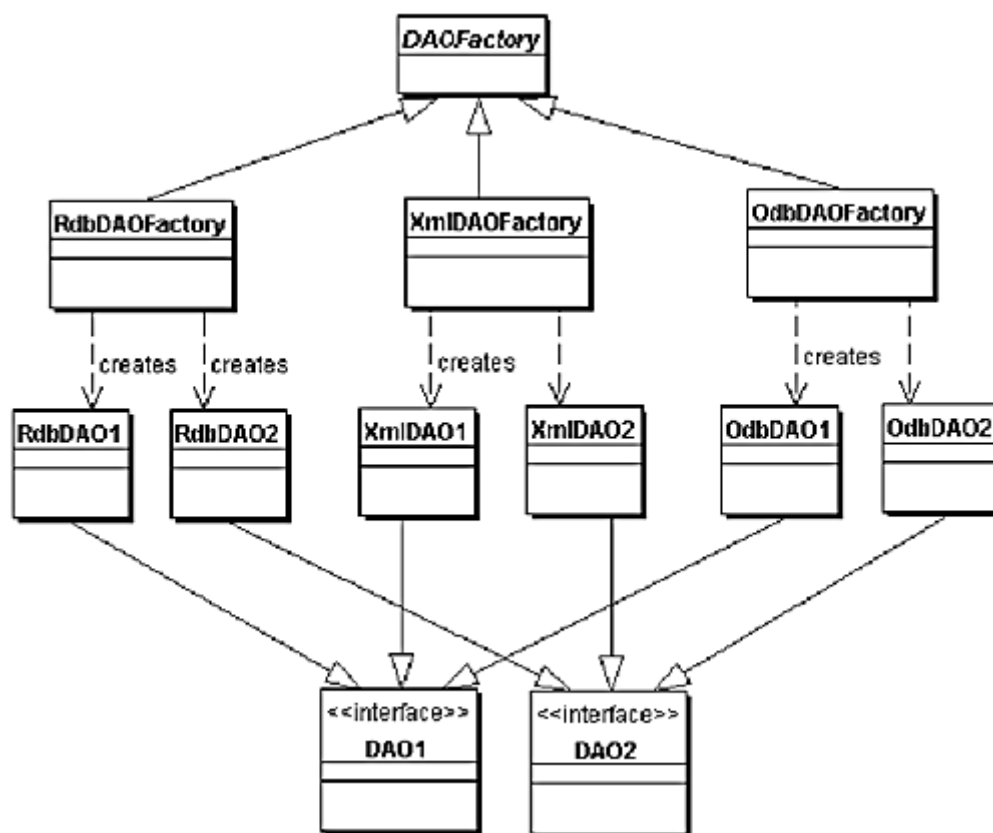 DAOFactory
RdbDAOFactory
XmlDAOFactory
OdbDAOFactory
creates
creates
creates
creates
RdbDAO1
RdbDAO2
XmlDAO1
XmlDAO2
OdbDAO1
OdbDAO2
<<interface>>
DAO1
<<interface>>
DAO2